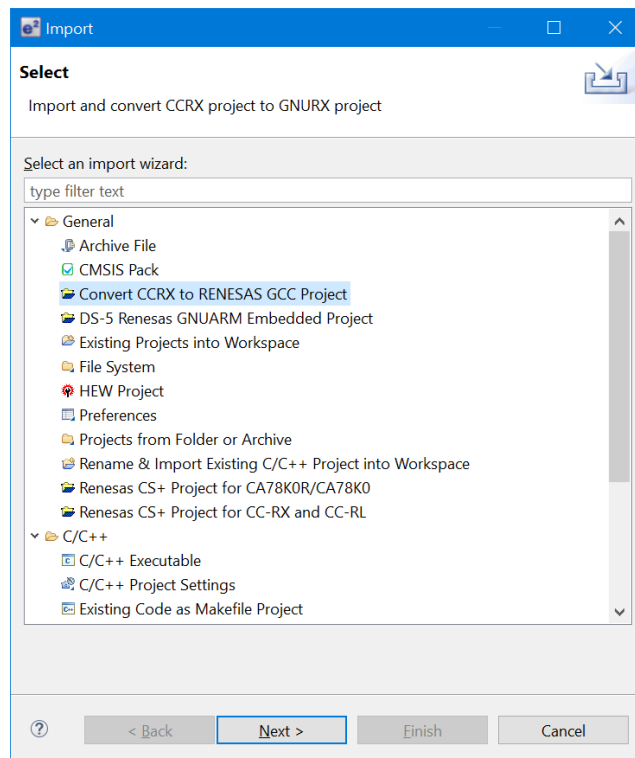 e² Import
Select
Import and convert CCRX project to GNURX project
Select an import wizard:
type filter text
General
Archive File
CMSIS Pack
Convert CCRX to RENESAS GCC Project
DS-5 Renesas GNUARM Embedded Project
Existing Projects into Workspace
File System
HEW Project
Preferences
Projects from Folder or Archive
Rename & Import Existing C/C++ Project into Workspace
Renesas CS+ Project for CA78K0R/CA78K0
Renesas CS+ Project for CC-RX and CC-RL
C/C++
C/C++ Executable
C/C++ Project Settings
Existing Code as Makefile Project
? < Back Next > Finish Cancel